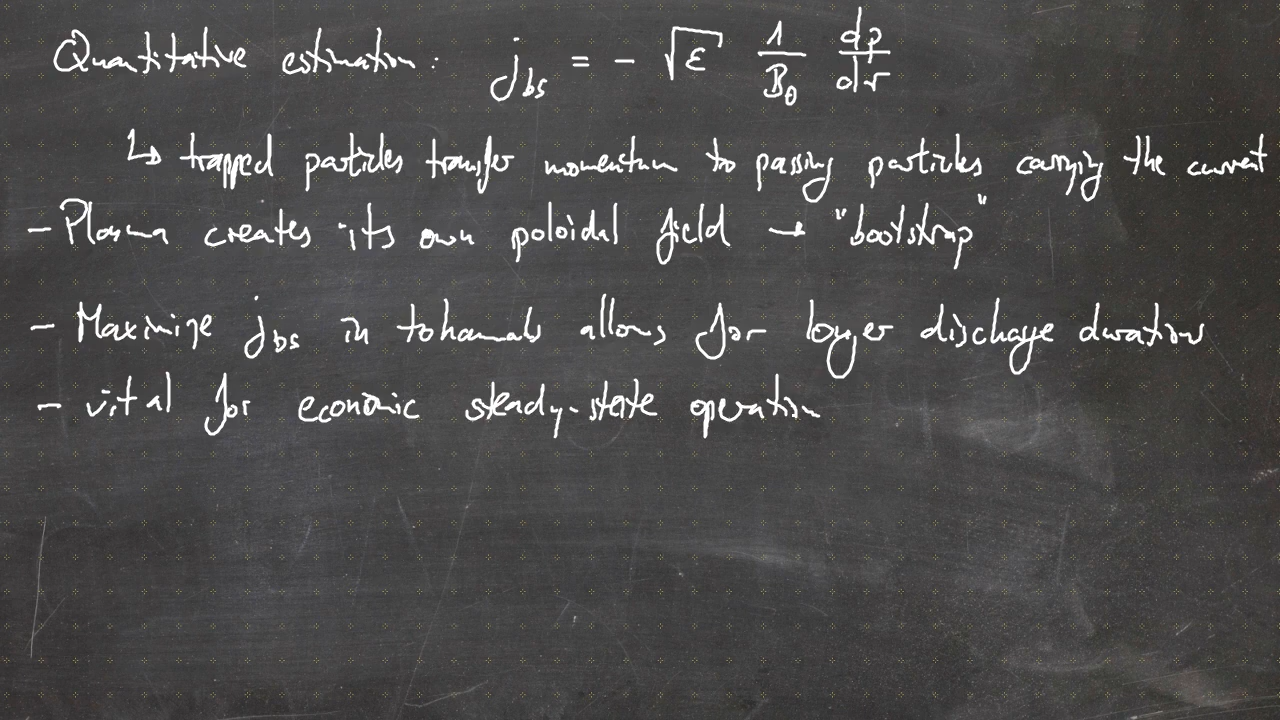 Quantitative estimation: j_bs = - √ε 1/B_θ dp/dr
↳ trapped particles transfer momentum to passing particles carrying the current
- Plasma creates its own poloidal field → "bootstrap"
- Maximize j_bs in tokamaks allows for longer discharge durations
- vital for economic steady-state operation